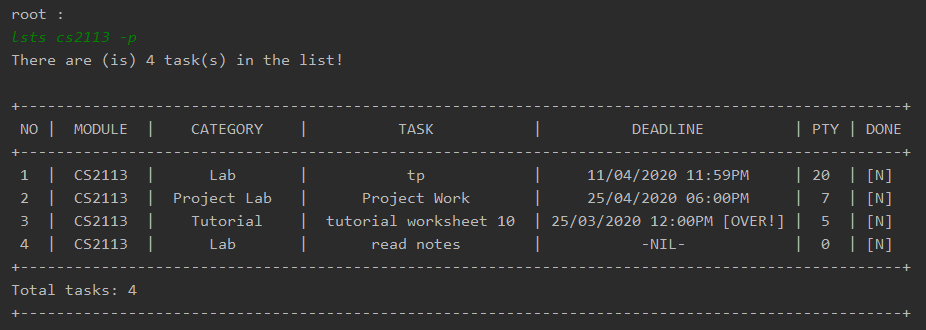 root :
lsts cs2113 -p
There are (is) 4 task(s) in the list!
+--------------------------------------------------------------------------------------------------+
NO | MODULE | CATEGORY | TASK | DEADLINE | PTY | DONE
+--------------------------------------------------------------------------------------------------+
1 | CS2113 | Lab | tp | 11/04/2020 11:59PM | 20 | [N]
2 | CS2113 | Project Lab | Project Work | 25/04/2020 06:00PM | 7 | [N]
3 | CS2113 | Tutorial | tutorial worksheet 10 | 25/03/2020 12:00PM [OVER!] | 5 | [N]
4 | CS2113 | Lab | read notes | -NIL- | 0 | [N]
+--------------------------------------------------------------------------------------------------+
Total tasks: 4
+--------------------------------------------------------------------------------------------------+